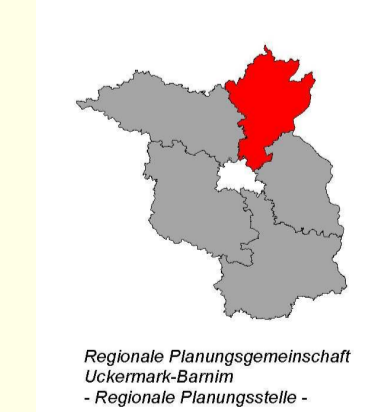 Regionale Planungsgemeinschaft
Uckermark-Barnim
- Regionale Planungsstelle -